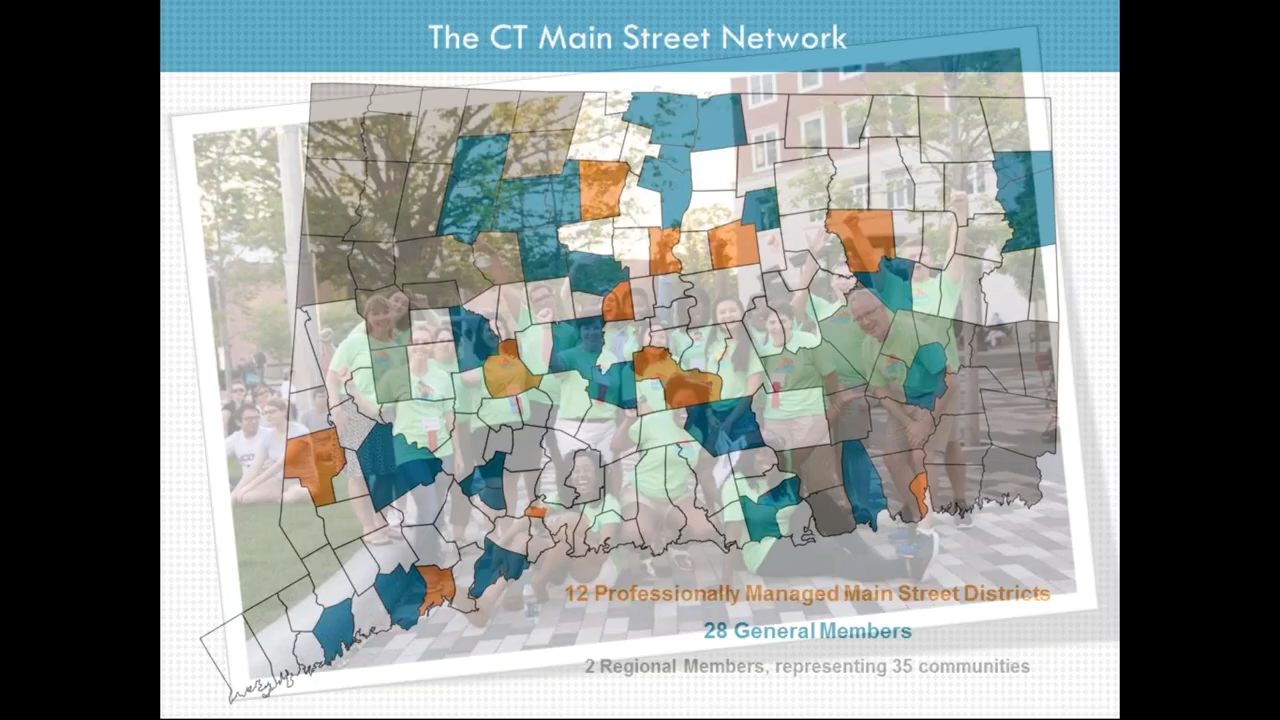 The CT Main Street Network
12 Professionally Managed Main Street Districts
28 General Members
2 Regional Members, representing 35 communities